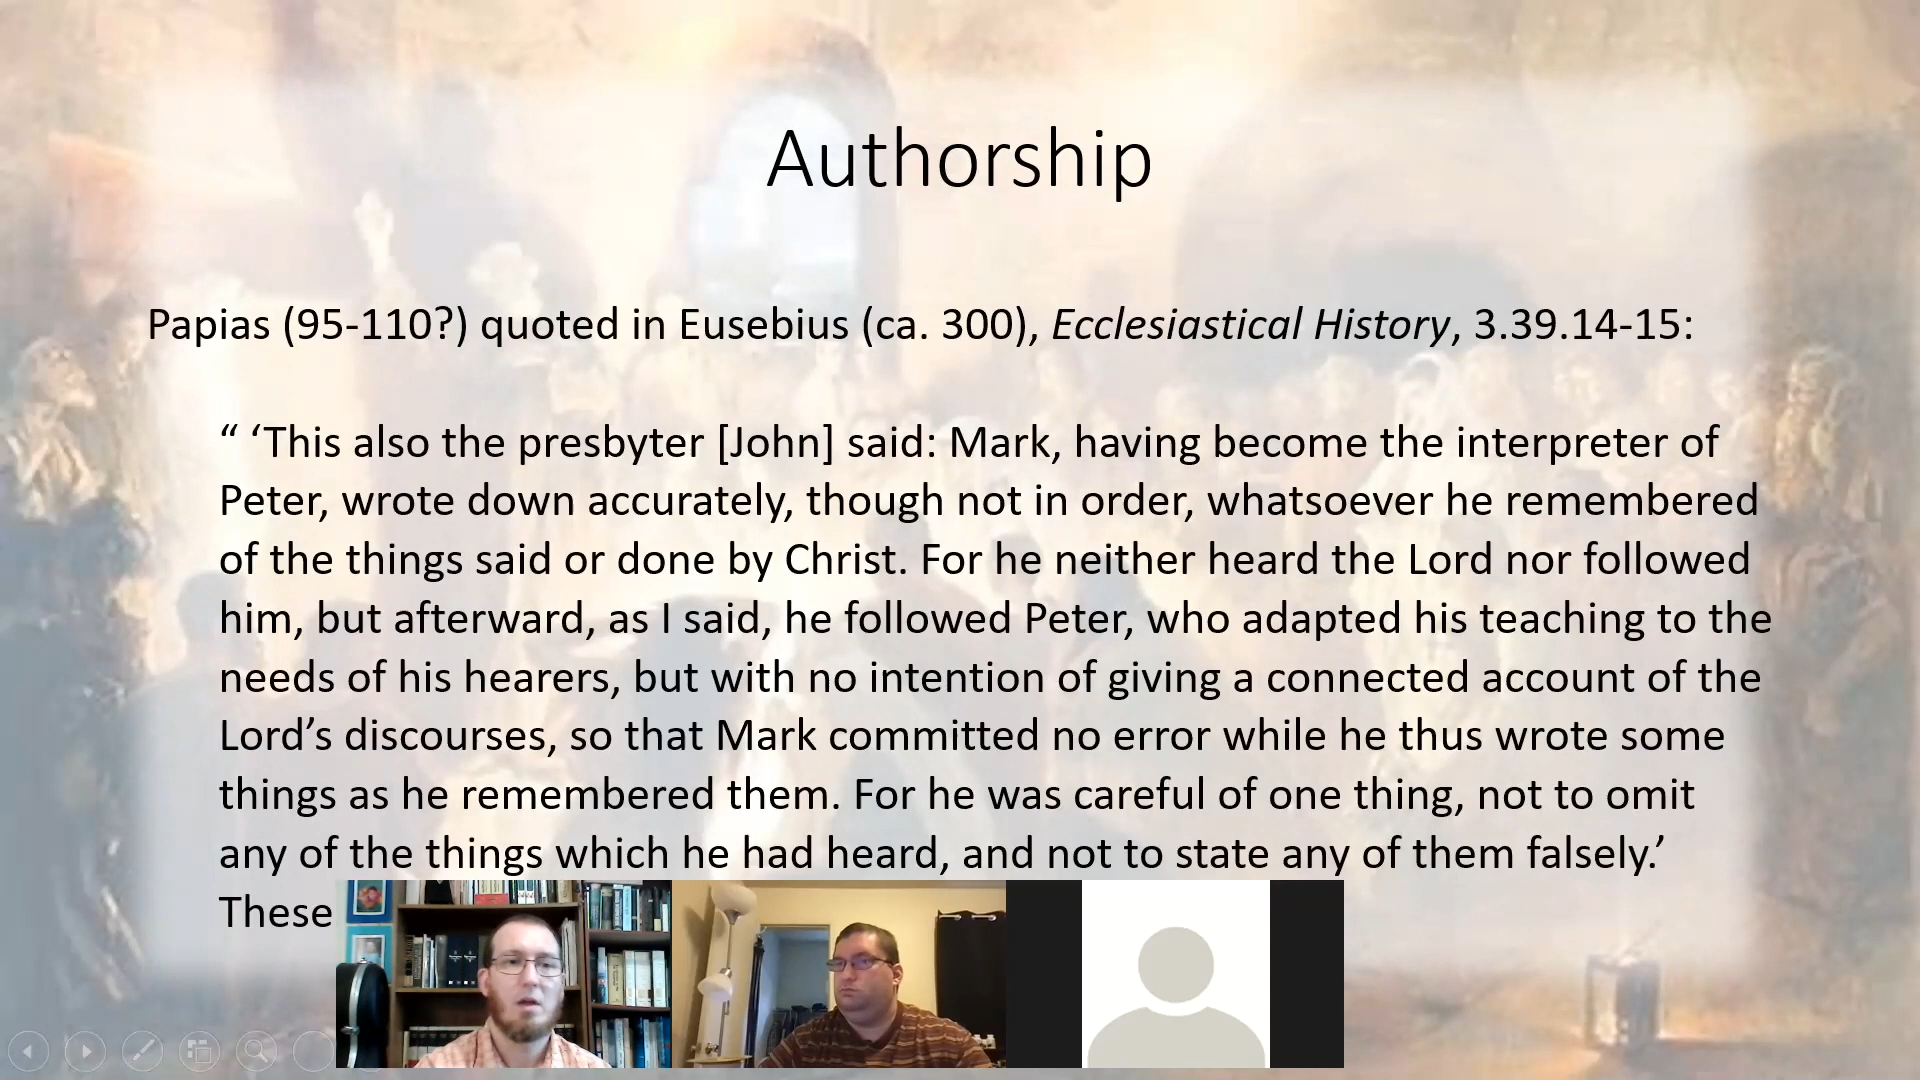 Authorship
Papias (95-110?) quoted in Eusebius (ca. 300), Ecclesiastical History, 3.39.14-15:
“ ‘This also the presbyter [John] said: Mark, having become the interpreter of
Peter, wrote down accurately, though not in order, whatsoever he remembered
of the things said or done by Christ. For he neither heard the Lord nor followed
him, but afterward, as I said, he followed Peter, who adapted his teaching to the
needs of his hearers, but with no intention of giving a connected account of the
Lord’s discourses, so that Mark committed no error while he thus wrote some
things as he remembered them. For he was careful of one thing, not to omit
any of the things which he had heard, and not to state any of them falsely.’
These